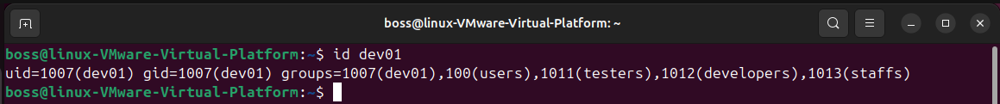 boss@linux-VMware-Virtual-Platform: ~
boss@linux-VMware-Virtual-Platform:~$ id dev01
uid=1007(dev01) gid=1007(dev01) groups=1007(dev01),100(users),1011(testers),1012(developers),1013(staffs)
boss@linux-VMware-Virtual-Platform:~$